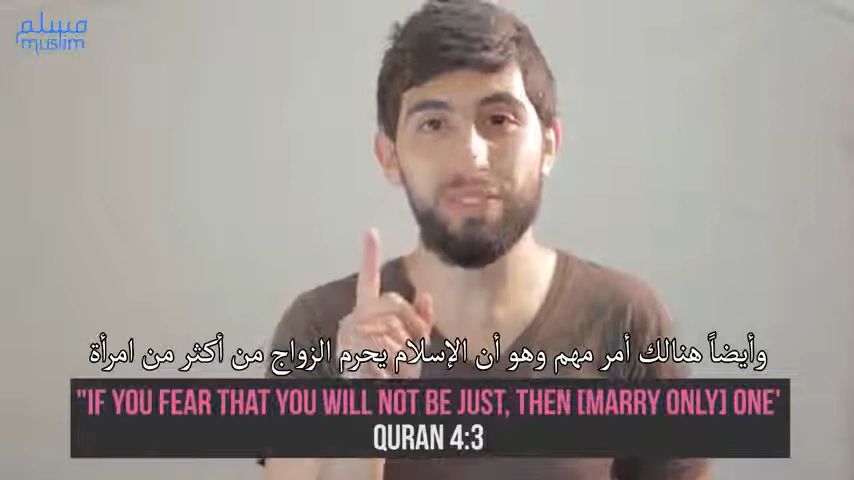 مسلم
muslim
وأيضاً هنالك أمر مهم وهو أن الإسلام يحرم الزواج من أكثر من امرأة
"IF YOU FEAR THAT YOU WILL NOT BE JUST, THEN [MARRY ONLY] ONE'
QURAN 4:3